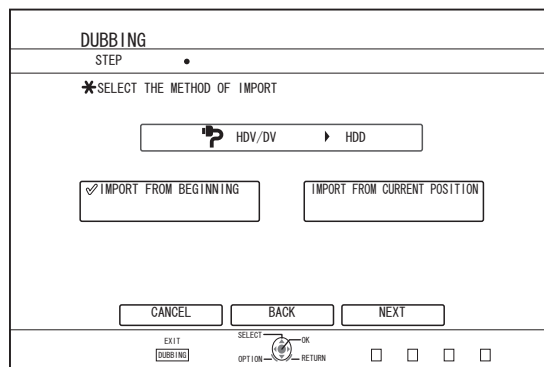 DUBBING
STEP
SELECT THE METHOD OF IMPORT
HDV/DV HDD
IMPORT FROM BEGINNING IMPORT FROM CURRENT POSITION
CANCEL BACK NEXT
EXIT SELECT OK
DUBBING OPTION RETURN